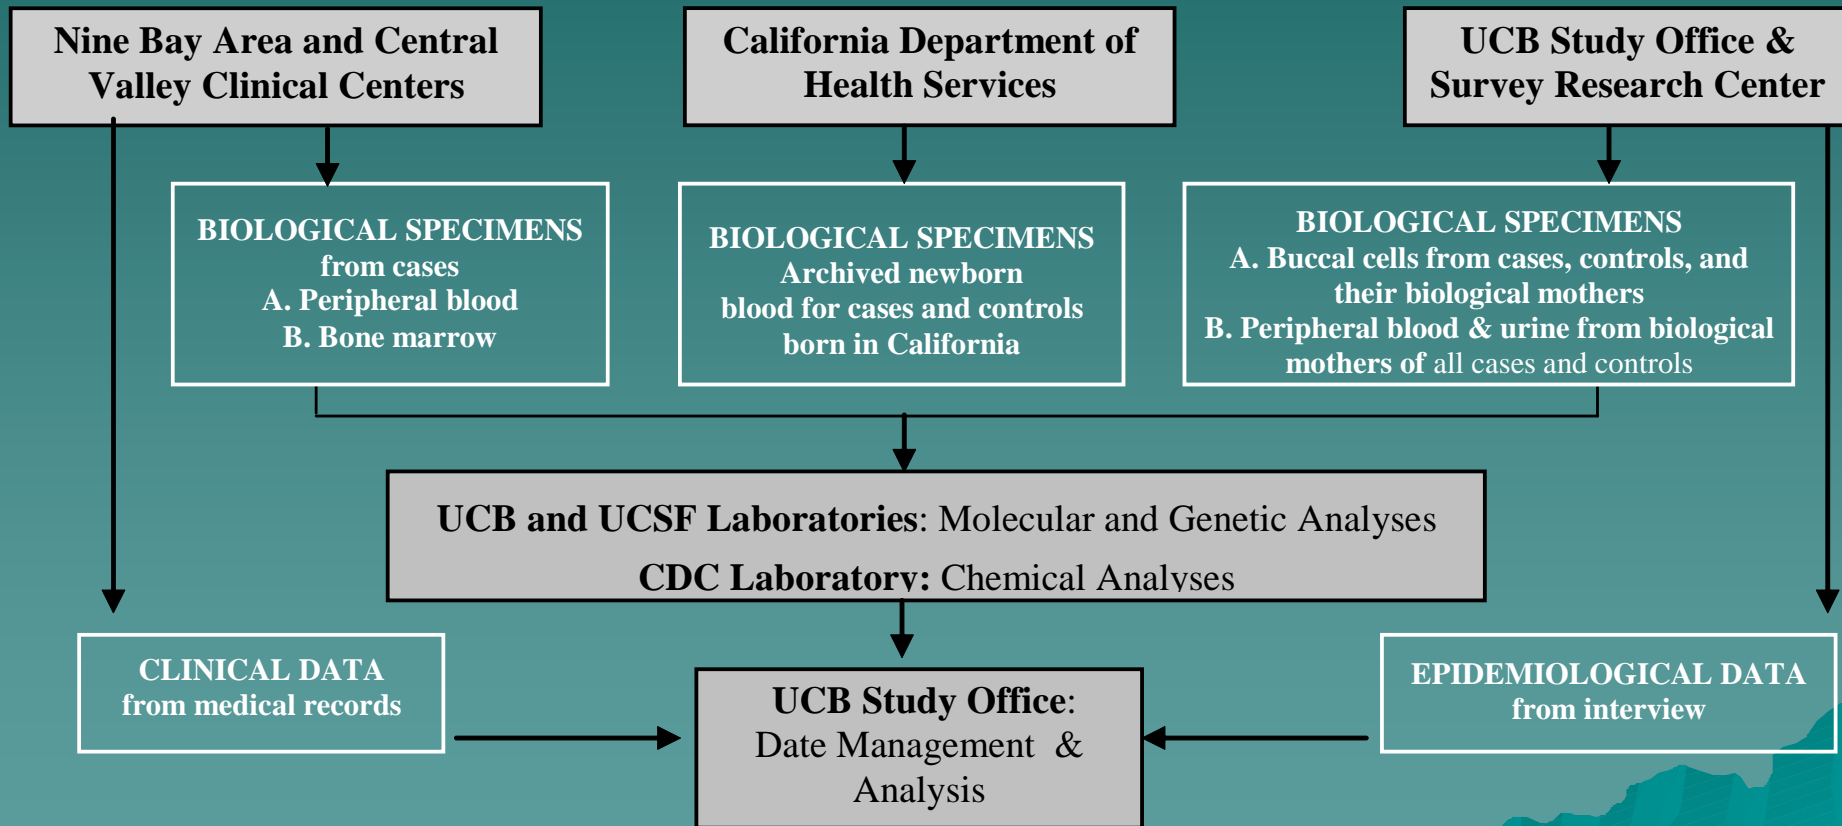 Nine Bay Area and Central
Valley Clinical Centers
California Department of
Health Services
UCB Study Office &
Survey Research Center
BIOLOGICAL SPECIMENS
from cases
A. Peripheral blood
B. Bone marrow
BIOLOGICAL SPECIMENS
Archived newborn
blood for cases and controls
born in California
BIOLOGICAL SPECIMENS
A. Buccal cells from cases, controls, and
their biological mothers
B. Peripheral blood & urine from biological
mothers of all cases and controls
UCB and UCSF Laboratories: Molecular and Genetic Analyses
CDC Laboratory: Chemical Analyses
CLINICAL DATA
from medical records
UCB Study Office:
Date Management &
Analysis
EPIDEMIOLOGICAL DATA
from interview